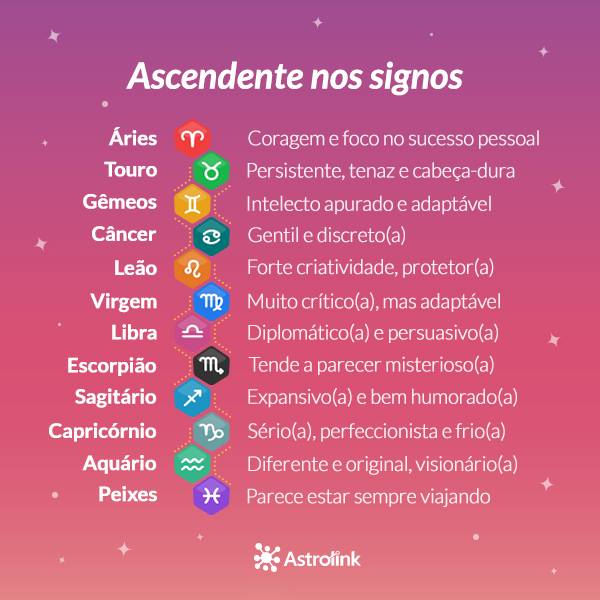 Ascendente nos signos
Áries Coragem e foco no sucesso pessoal
Touro Persistente, tenaz e cabeça-dura
Gêmeos Intelecto apurado e adaptável
Câncer Gentil e discreto(a)
Leão Forte criatividade, protetor(a)
Virgem Muito crítico(a), mas adaptável
Libra Diplomático(a) e persuasivo(a)
Escorpião Tende a parecer misterioso(a)
Sagitário Expansivo(a) e bem humorado(a)
Capricórnio Sério(a), perfeccionista e frio(a)
Aquário Diferente e original, visionário(a)
Peixes Parece estar sempre viajando
Astrolink